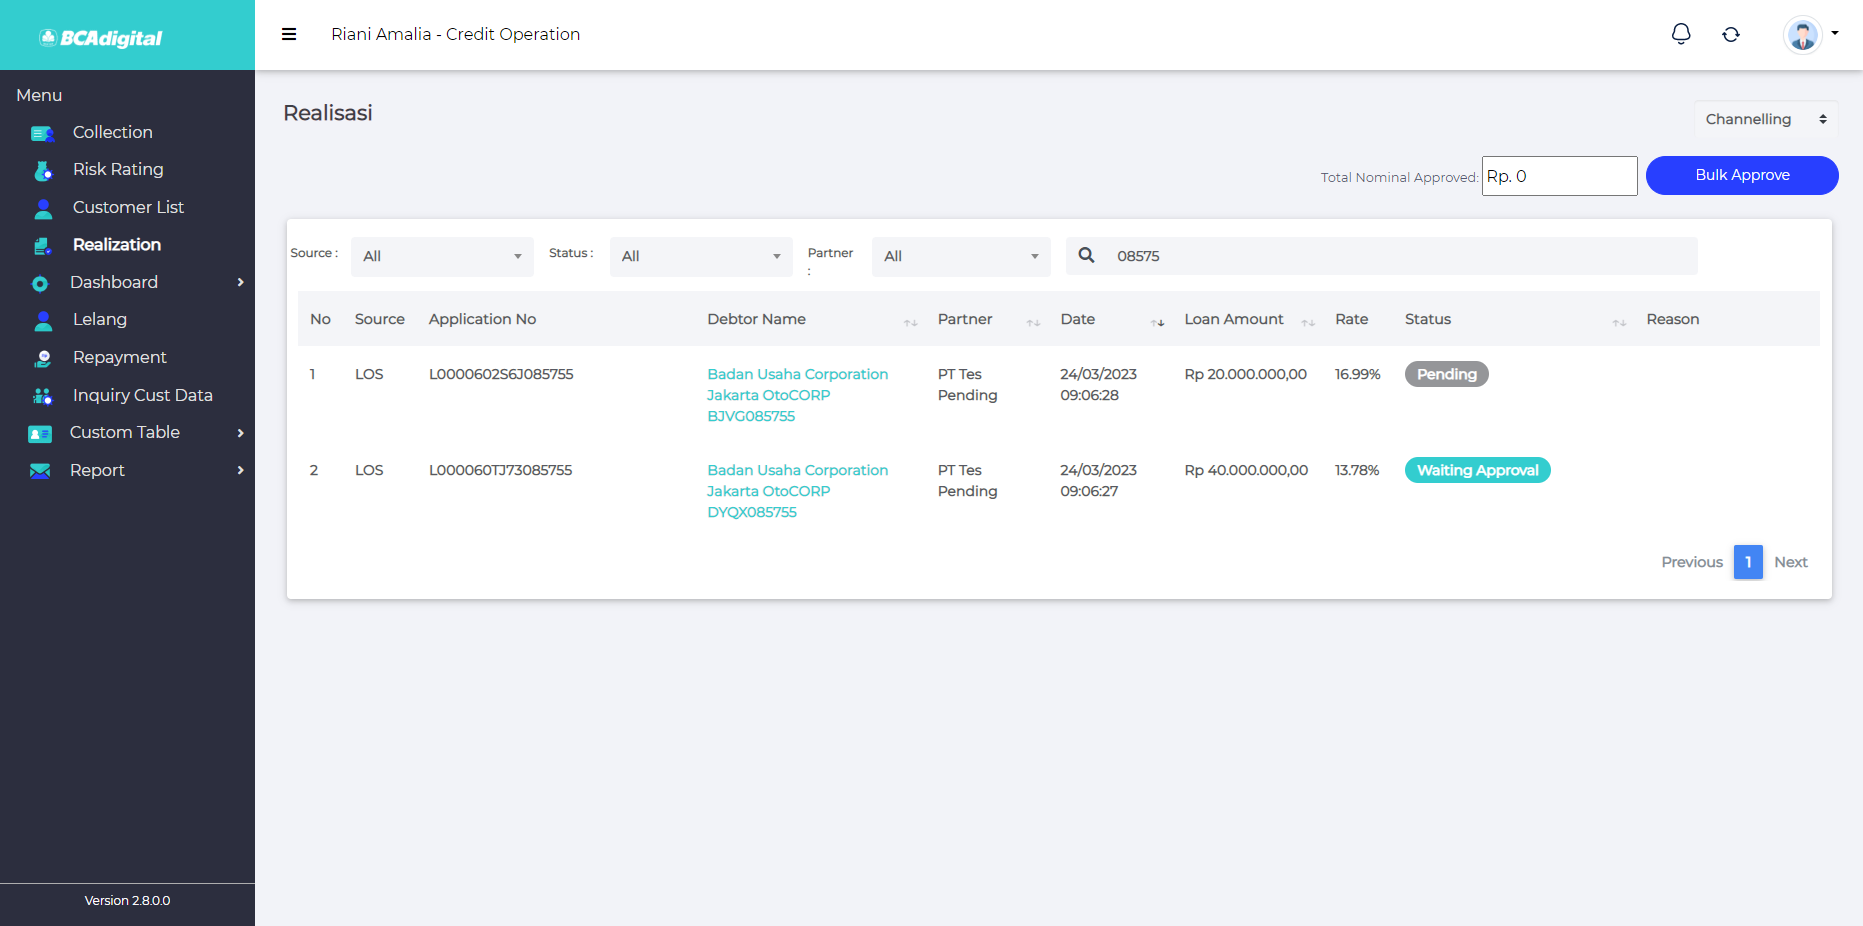 BCAdigital
Riani Amalia - Credit Operation
Menu
Collection
Risk Rating
Customer List
Realization
Dashboard
Lelang
Repayment
Inquiry Cust Data
Custom Table
Report
Version 2.8.0.0
Realisasi
Channelling
Total Nominal Approved: Rp. 0
Bulk Approve
Source : All Status : All Partner : All 08575
No Source Application No Debtor Name Partner Date Loan Amount Rate Status Reason
1 LOS L0000602S6J085755 Badan Usaha Corporation PT Tes 24/03/2023 Rp 20.000.000,00 16.99% Pending
Jakarta OtoCORP Pending 09:06:28
BJVG085755
2 LOS L000060TJ73085755 Badan Usaha Corporation PT Tes 24/03/2023 Rp 40.000.000,00 13.78% Waiting Approval
Jakarta OtoCORP Pending 09:06:27
DYQX085755
Previous 1 Next